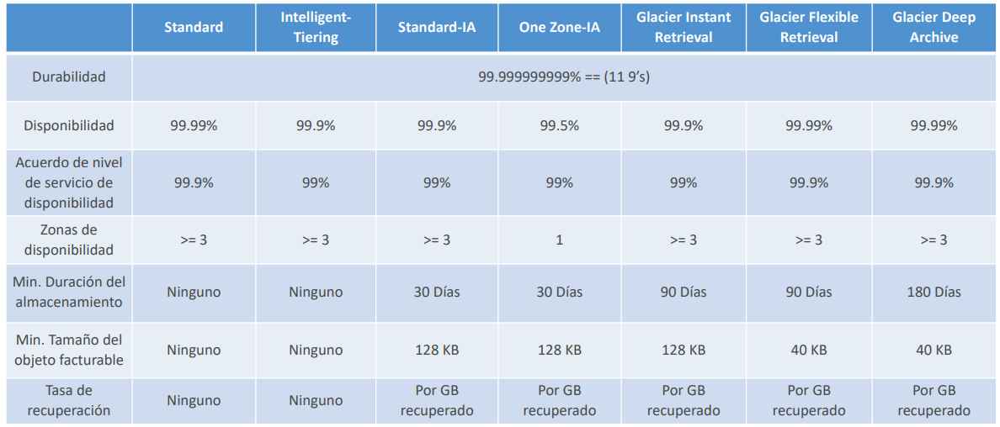 Standard
Intelligent-
Tiering
Standard-IA
One Zone-IA
Glacier Instant
Retrieval
Glacier Flexible
Retrieval
Glacier Deep
Archive
Durabilidad
99.999999999% == (11 9’s)
Disponibilidad
99.99%
99.9%
99.9%
99.5%
99.9%
99.99%
99.99%
Acuerdo de nivel
de servicio de
disponibilidad
99.9%
99%
99%
99%
99%
99.9%
99.9%
Zonas de
disponibilidad
>= 3
>= 3
>= 3
1
>= 3
>= 3
>= 3
Min. Duración del
almacenamiento
Ninguno
Ninguno
30 Días
30 Días
90 Días
90 Días
180 Días
Min. Tamaño del
objeto facturable
Ninguno
Ninguno
128 KB
128 KB
128 KB
40 KB
40 KB
Tasa de
recuperación
Ninguno
Ninguno
Por GB
recuperado
Por GB
recuperado
Por GB
recuperado
Por GB
recuperado
Por GB
recuperado